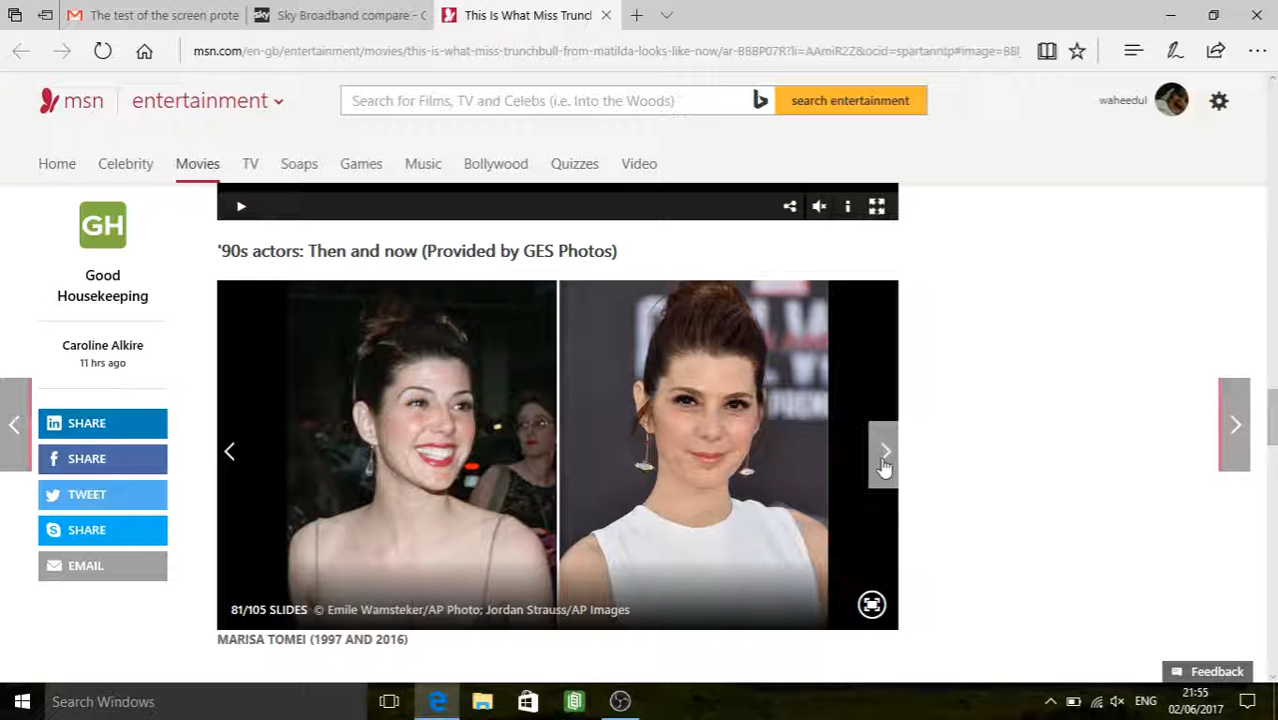 The test of the screen prote
Sky Broadband compare - C
This Is What Miss Trunchl
msn.com/en-gb/entertainment/movies/this-is-what-miss-trunchbull-from-matilda-looks-like-now/ar-BBBP07R?li=AAmiR2Z&ocid=spartanntp#image=BBl
msn
entertainment
Search for Films, TV and Celebs (i.e. Into the Woods)
search entertainment
waheedul
Home Celebrity Movies TV Soaps Games Music Bollywood Quizzes Video
GH
Good
Housekeeping
Caroline Alkire
11 hrs ago
in SHARE
f SHARE
TWEET
SHARE
EMAIL
'90s actors: Then and now (Provided by GES Photos)
81/105 SLIDES © Emile Wamsteker/AP Photo; Jordan Strauss/AP Images
MARISA TOMEI (1997 AND 2016)
Feedback
Search Windows
ENG
21:55
02/06/2017